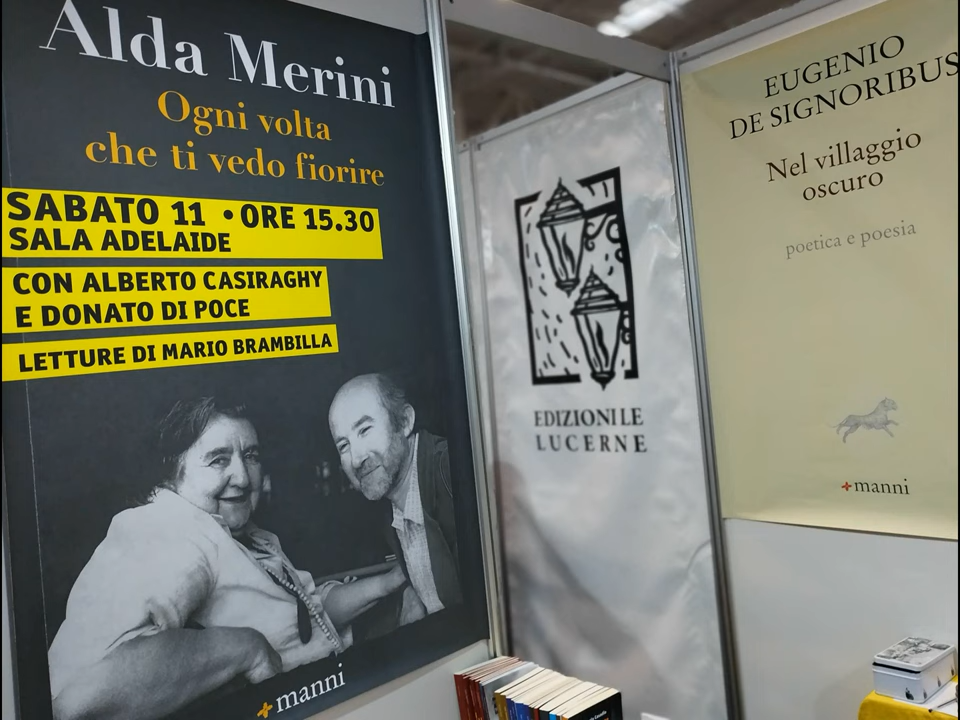 Alda Merini
Ogni volta
che ti vedo fiorire
SABATO 11 • ORE 15.30
SALA ADELAIDE
CON ALBERTO CASIRAGHY
E DONATO DI POCE
LETTURE DI MARIO BRAMBILLA
manni
EDIZIONI LE
LUCERNE
EUGENIO
DE SIGNORIBUS
Nel villaggio
oscuro
poetica e poesia
manni